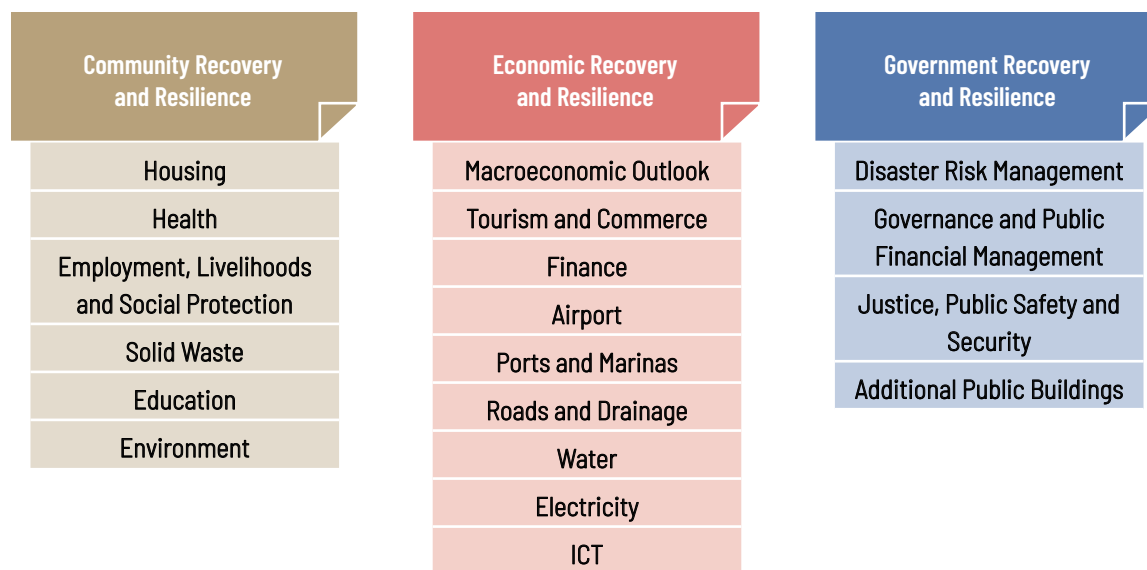 Community Recovery
and Resilience
Housing
Health
Employment, Livelihoods
and Social Protection
Solid Waste
Education
Environment
Economic Recovery
and Resilience
Macroeconomic Outlook
Tourism and Commerce
Finance
Airport
Ports and Marinas
Roads and Drainage
Water
Electricity
ICT
Government Recovery
and Resilience
Disaster Risk Management
Governance and Public
Financial Management
Justice, Public Safety and
Security
Additional Public Buildings